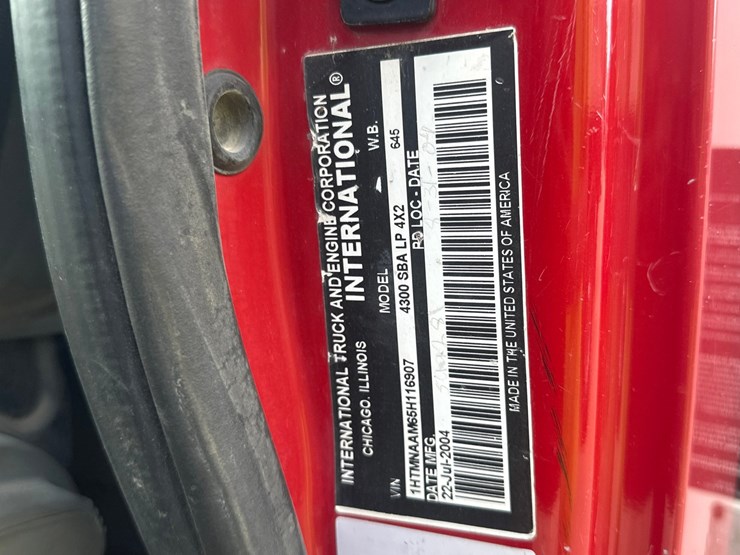 INTERNATIONAL TRUCK AND ENGINE CORPORATION
CHICAGO, ILLINOIS
INTERNATIONAL®
MODEL W.B.
VIN
1HTMNAAM65H116907 4300 SBA LP 4X2 645
DATE MFG. PD LOC - DATE
22-Jul-2004
MADE IN THE UNITED STATES OF AMERICA